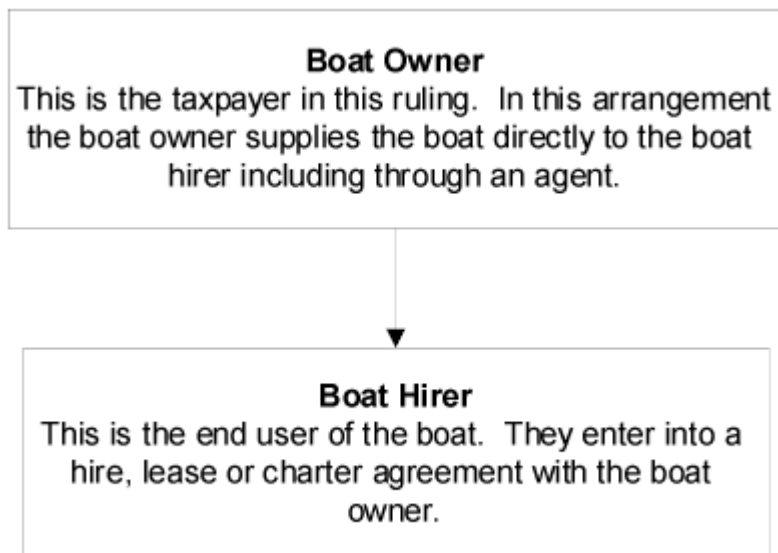 Boat Owner
This is the taxpayer in this ruling.  In this arrangement
the boat owner supplies the boat directly to the boat
hirer including through an agent.
Boat Hirer
This is the end user of the boat.  They enter into a
hire, lease or charter agreement with the boat
owner.